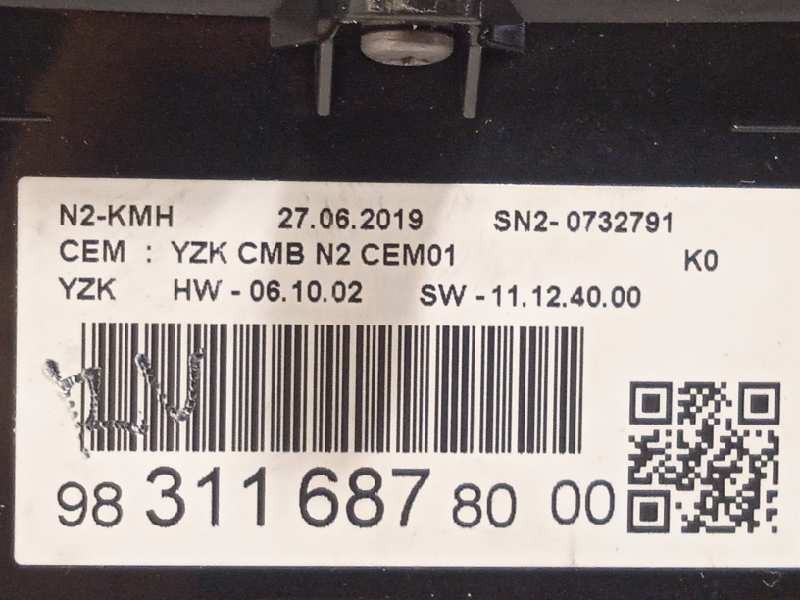 N2-KMH 27.06.2019 SN2- 0732791
CEM : YZK CMB N2 CEM01 K0
YZK HW - 06.10.02 SW - 11.12.40.00
98 311 687 80 00